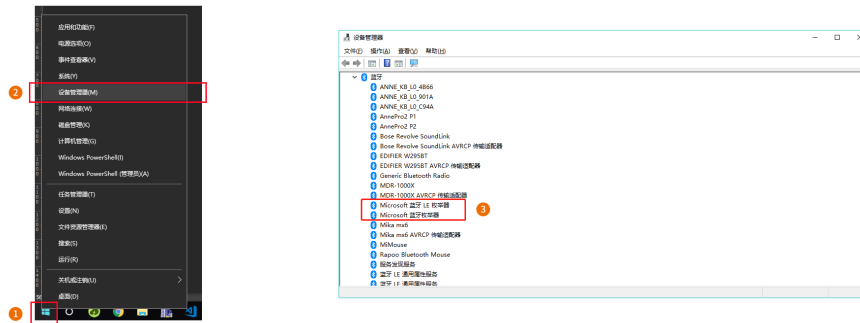 应用和功能(F)
电源选项(O)
事件查看器(V)
系统(Y)
2
设备管理器(M)
网络连接(W)
磁盘管理(K)
计算机管理(G)
Windows PowerShell(I)
Windows PowerShell (管理员)(A)
任务管理器(T)
设置(N)
文件资源管理器(E)
搜索(S)
运行(R)
关机或注销(U)
桌面(D)
1
设备管理器
文件(F) 操作(A) 查看(V) 帮助(H)
蓝牙
ANNE_KB_L0_4B66
ANNE_KB_L0_901A
ANNE_KB_L0_C94A
AnnePro2 P1
AnnePro2 P2
Bose Revolve SoundLink
Bose Revolve SoundLink AVRCP 传输适配器
EDIFIER W295BT
EDIFIER W295BT AVRCP 传输适配器
Generic Bluetooth Radio
MDR-1000X
MDR-1000X AVRCP 传输适配器
Microsoft 蓝牙 LE 枚举器
3
Microsoft 蓝牙枚举器
Mika mx6
Mika mx6 AVRCP 传输适配器
MiMouse
Rapoo Bluetooth Mouse
服务发现服务
蓝牙 LE 通用属性服务
蓝牙 LE 通用属性服务